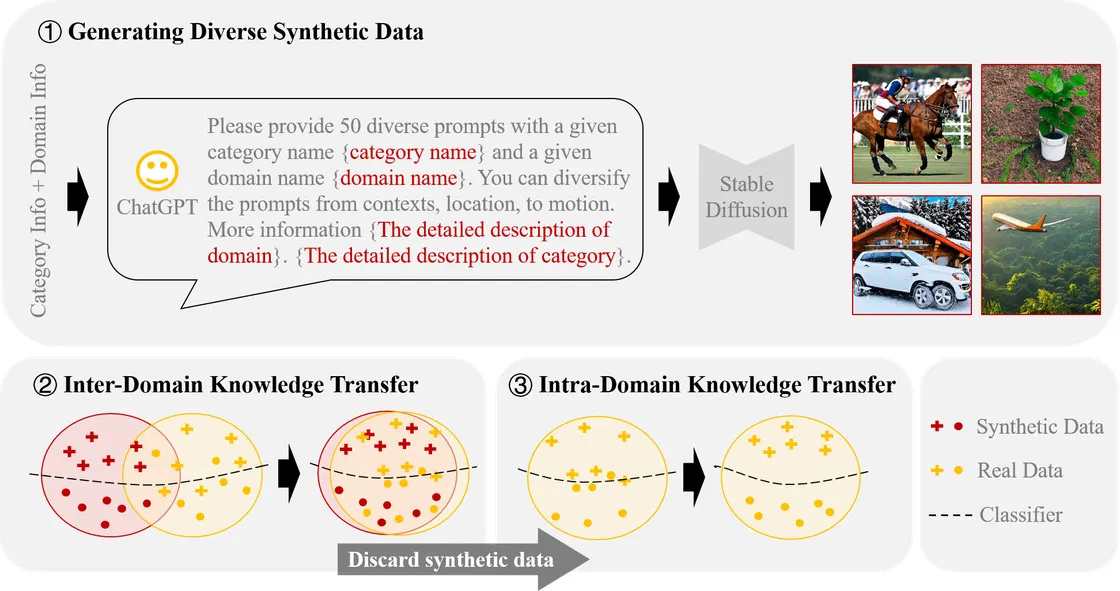 ① Generating Diverse Synthetic Data
Category Info + Domain Info
ChatGPT
Please provide 50 diverse prompts with a given
category name {category name} and a given
domain name {domain name}. You can diversify
the prompts from contexts, location, to motion.
More information {The detailed description of
domain}. {The detailed description of category}.
Stable
Diffusion
② Inter-Domain Knowledge Transfer
③ Intra-Domain Knowledge Transfer
Discard synthetic data
Synthetic Data
Real Data
Classifier